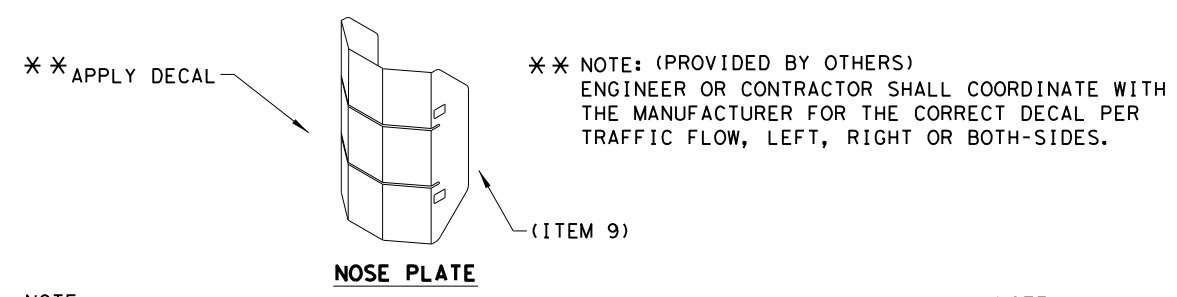 ** APPLY DECAL
** NOTE: (PROVIDED BY OTHERS)
ENGINEER OR CONTRACTOR SHALL COORDINATE WITH
THE MANUFACTURER FOR THE CORRECT DECAL PER
TRAFFIC FLOW, LEFT, RIGHT OR BOTH-SIDES.
(ITEM 9)
NOSE PLATE
NOTE